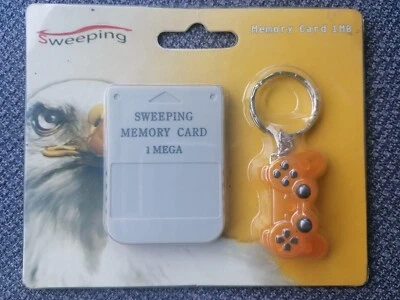 Sweeping
Memory Card 1MB
SWEEPING
MEMORY CARD
1 MEGA